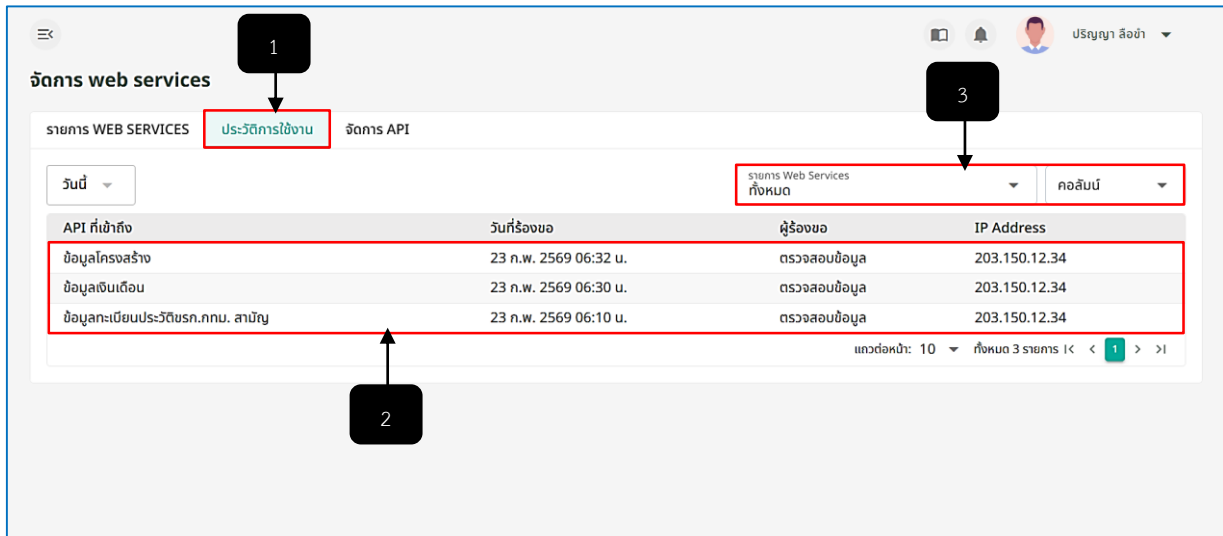 1
ปริญญา ลือขำ
จัดการ web services
3
รายการ WEB SERVICES ประวัติการใช้งาน จัดการ API
วันนี้
รายการ Web Services
ทั้งหมด
คอลัมน์
API ที่เข้าถึง วันที่ร้องขอ ผู้ร้องขอ IP Address
ข้อมูลโครงสร้าง 23 ก.พ. 2569 06:32 น. ตรวจสอบข้อมูล 203.150.12.34
ข้อมูลเงินเดือน 23 ก.พ. 2569 06:30 น. ตรวจสอบข้อมูล 203.150.12.34
ข้อมูลทะเบียนประวัติขรก.กทม. สามัญ 23 ก.พ. 2569 06:10 น. ตรวจสอบข้อมูล 203.150.12.34
แถวต่อหน้า: 10 ทั้งหมด 3 รายการ |< < 1 > >|
2